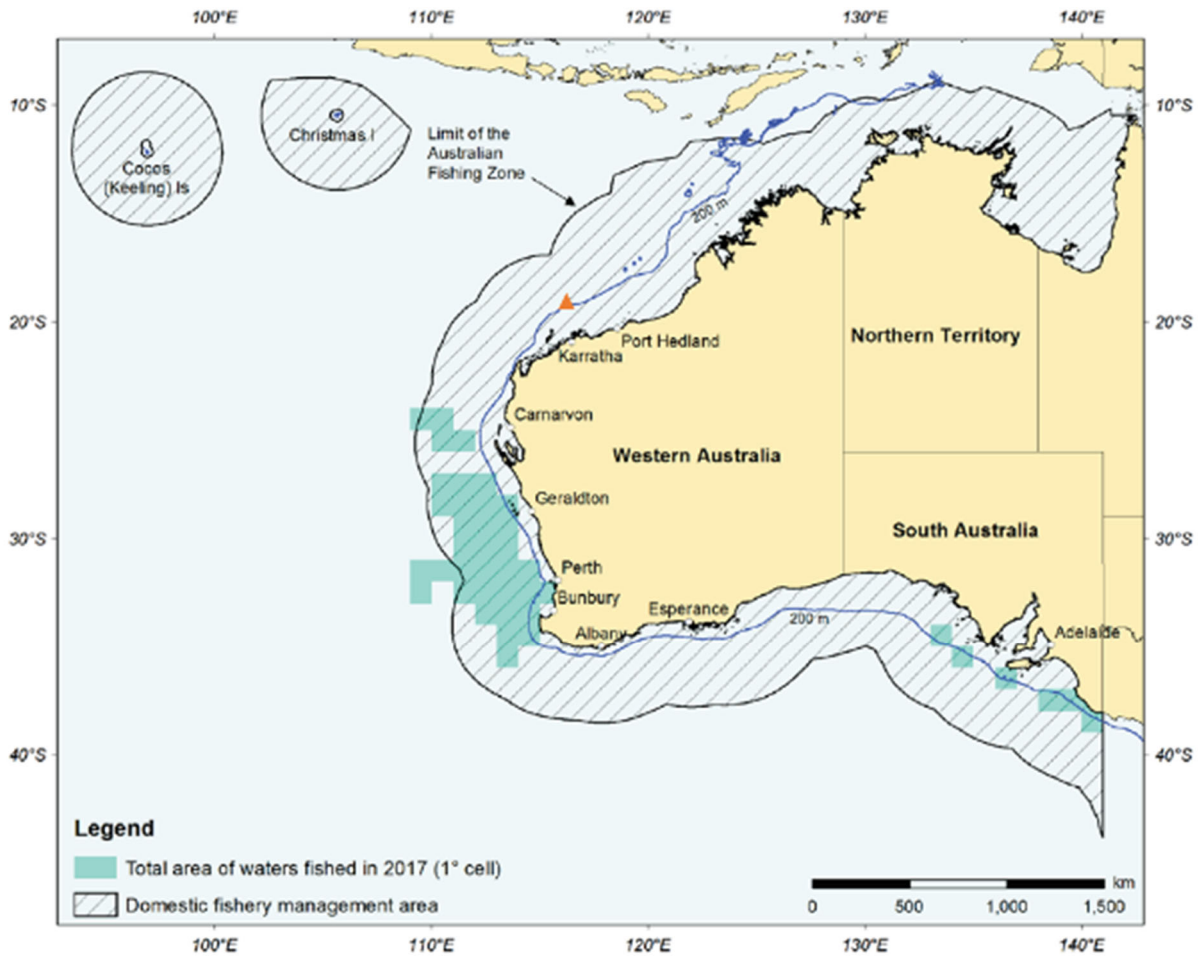 100°E 110°E 120°E 130°E 140°E
10°S 10°S
Christmas I
Limit of the
Australian
Fishing Zone
Cocos
(Keeling) Is
200 m
20°S 20°S
Port Hedland
Northern Territory
Karratha
Carnarvon
Western Australia
Geraldton
South Australia
30°S 30°S
Perth
Bunbury
Esperance
200 m
Albany
Adelaide
40°S 40°S
Legend
Total area of waters fished in 2017 (1° cell)
Domestic fishery management area
km
0 500 1,000 1,500
100°E 110°E 120°E 130°E 140°E